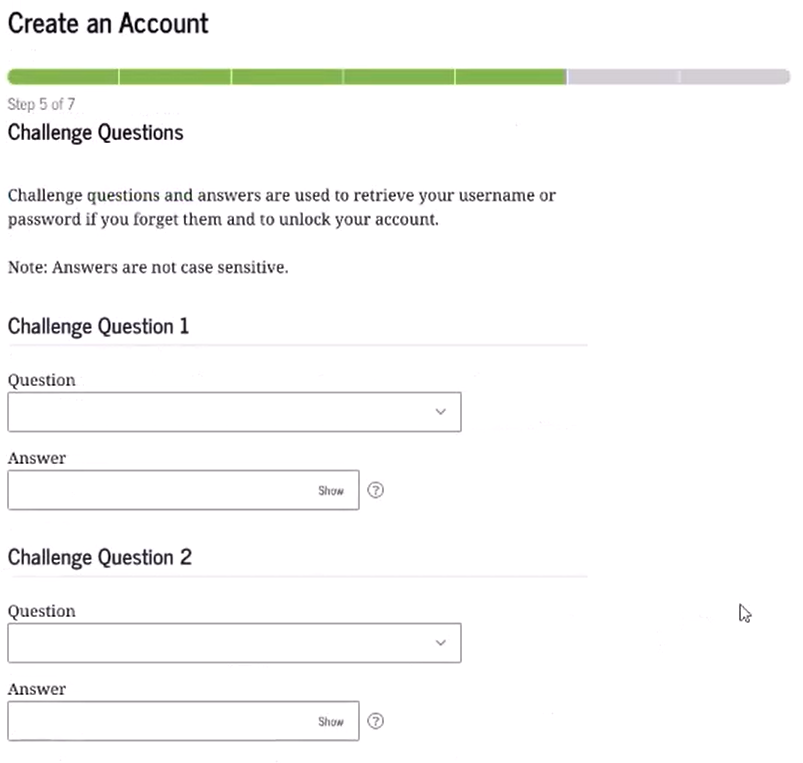 Create an Account
Step 5 of 7
Challenge Questions
Challenge questions and answers are used to retrieve your username or
password if you forget them and to unlock your account.
Note: Answers are not case sensitive.
Challenge Question 1
Question
Answer
Show ?
Challenge Question 2
Question
Answer
Show ?